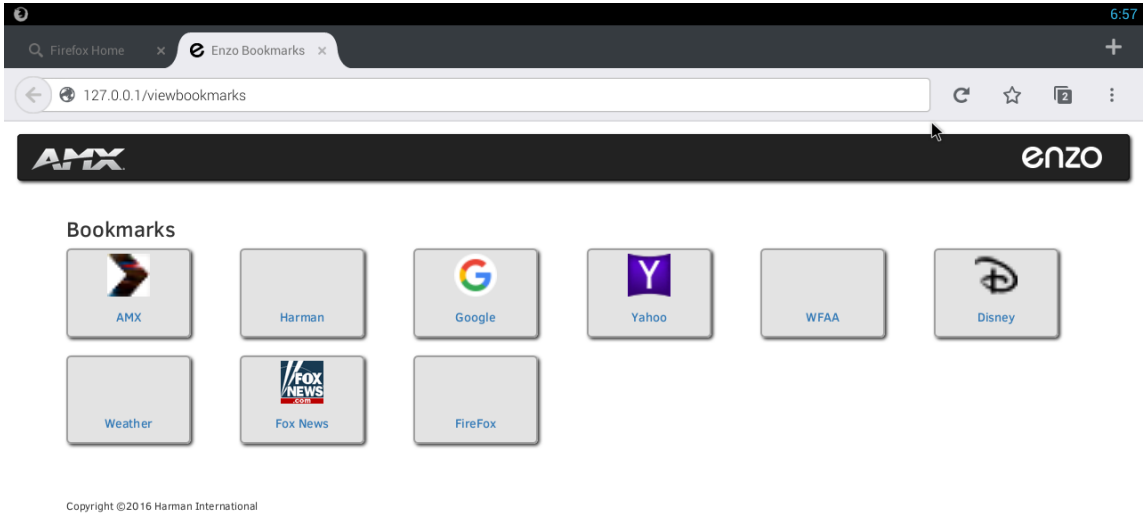 6:57
Firefox Home × Enzo Bookmarks × +
127.0.0.1/viewbookmarks 2
AMX enzo
Bookmarks
G Y D
AMX Harman Google Yahoo WFAA Disney
FOX
NEWS
.com
Weather Fox News FireFox
Copyright ©2016 Harman International